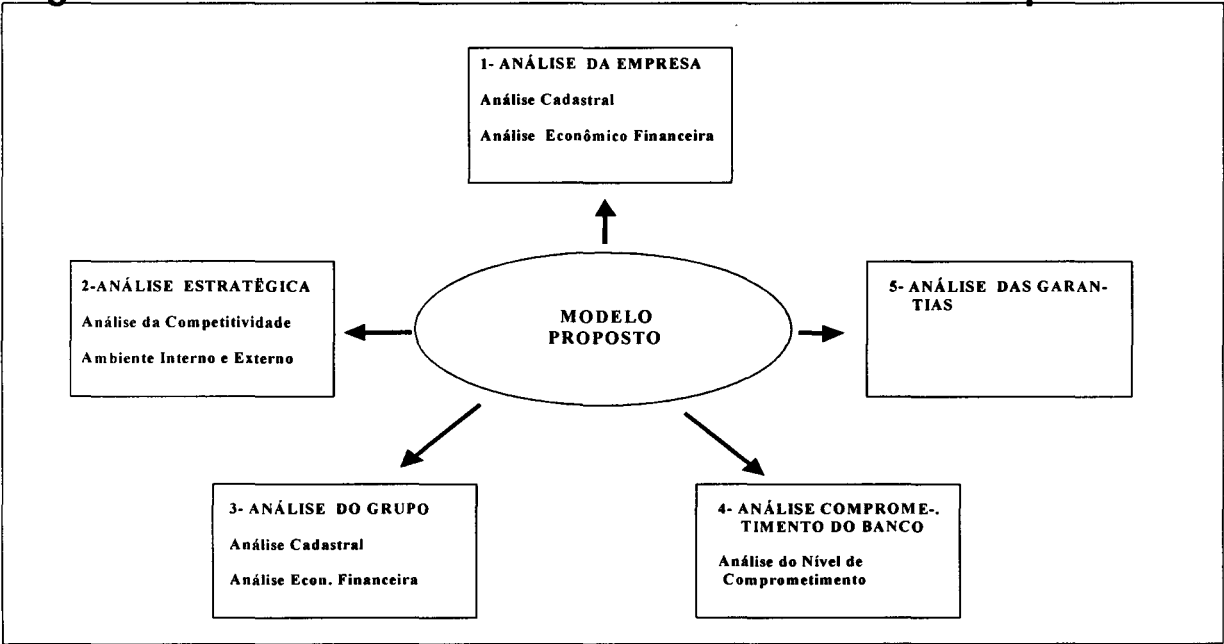 1- ANÁLISE DA EMPRESA
Análise Cadastral
Análise Econômico Financeira
2-ANÁLISE ESTRATËGICA
Análise da Competitividade
Ambiente Interno e Externo
MODELO
PROPOSTO
5- ANÁLISE DAS GARAN-
TIAS
3- ANÁLISE DO GRUPO
Análise Cadastral
Análise Econ. Financeira
4- ANÁLISE COMPROME-.
TIMENTO DO BANCO
Análise do Nível de
Comprometimento